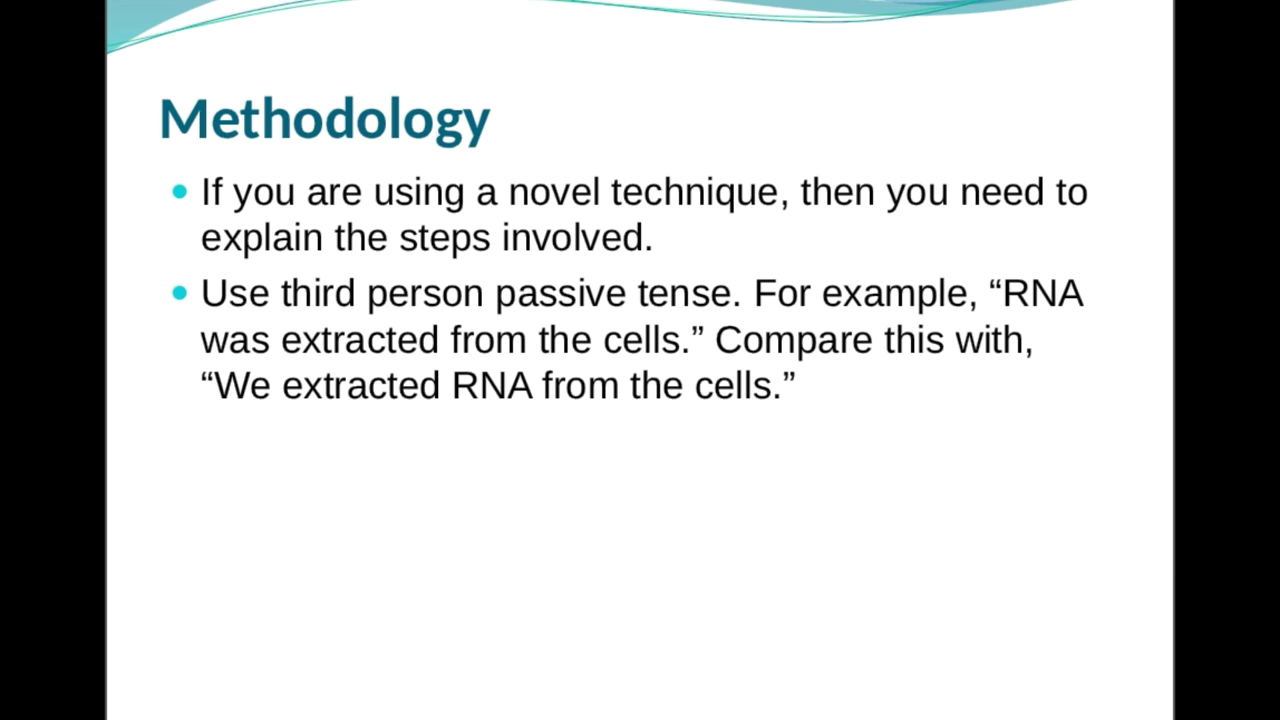 Methodology
If you are using a novel technique, then you need to
explain the steps involved.
Use third person passive tense. For example, “RNA
was extracted from the cells.” Compare this with,
“We extracted RNA from the cells.”